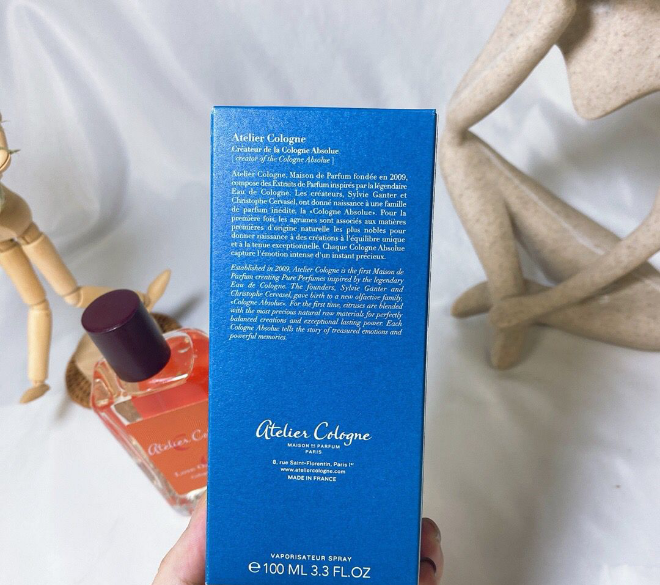 Atelier Cologne
Créateur de la Cologne Absolue
[ creator of the Cologne Absolue ]
Atelier Cologne, Maison de Parfum fondée en 2009,
compose des Extraits de Parfum inspirés par la légendaire
Eau de Cologne. Les créateurs, Sylvie Ganter et
Christophe Cervasel, ont donné naissance à une famille
de parfum inédite, la «Cologne Absolue». Pour la
première fois, les agrumes sont associés aux matières
premières d'origine naturelle les plus nobles pour
donner naissance à des créations à l'équilibre unique
et à la tenue exceptionnelle. Chaque Cologne Absolue
capture l'émotion intense d'un instant précieux.
Established in 2009, Atelier Cologne is the first Maison de
Parfum creating Pure Perfumes inspired by the legendary
Eau de Cologne. The founders, Sylvie Ganter and
Christophe Cervasel, gave birth to a new olfactive family,
«Cologne Absolue». For the first time, citruses are blended
with the most precious natural raw materials for perfectly
balanced creations and exceptional lasting power. Each
Cologne Absolue tells the story of treasured emotions and
powerful memories.
Atelier Cologne
MAISON DE PARFUM
PARIS
8, rue Saint-Florentin, Paris Iᵉʳ
www.ateliercologne.com
MADE IN FRANCE
VAPORISATEUR SPRAY
℮100 ML 3.3 FL.OZ
Atelier Co